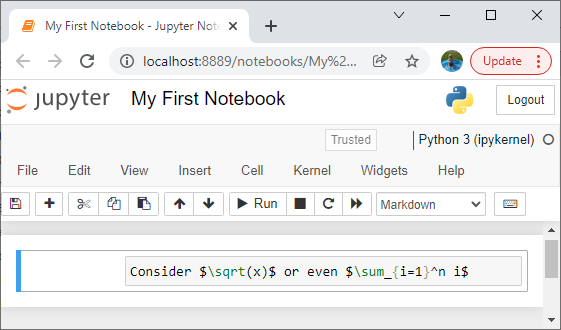 My First Notebook - Jupyter Note
localhost:8889/notebooks/My%2...
Update
jupyter My First Notebook
Logout
Trusted
Python 3 (ipykernel)
File Edit View Insert Cell Kernel Widgets Help
Run Markdown
Consider $\sqrt(x)$ or even $\sum_{i=1}^n i$